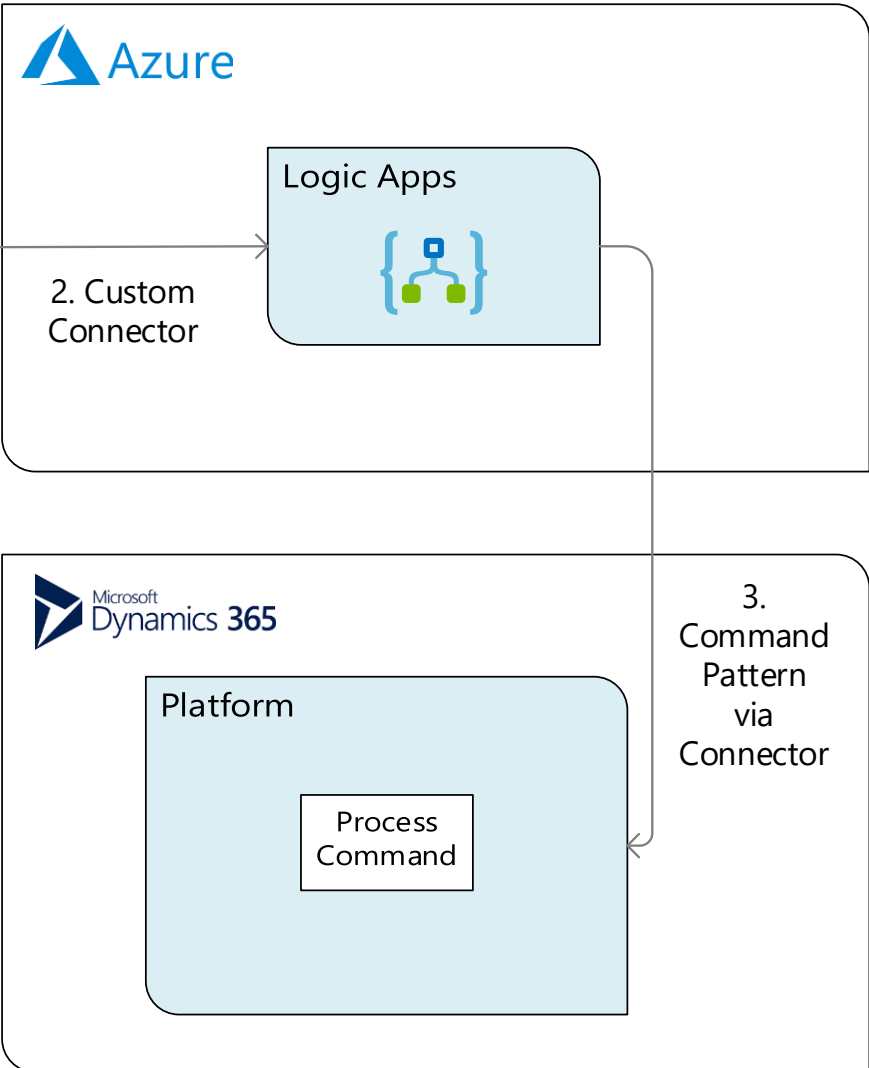 Azure
Logic Apps
2. Custom
Connector
Microsoft
Dynamics 365
3.
Command
Pattern
via
Connector
Platform
Process
Command